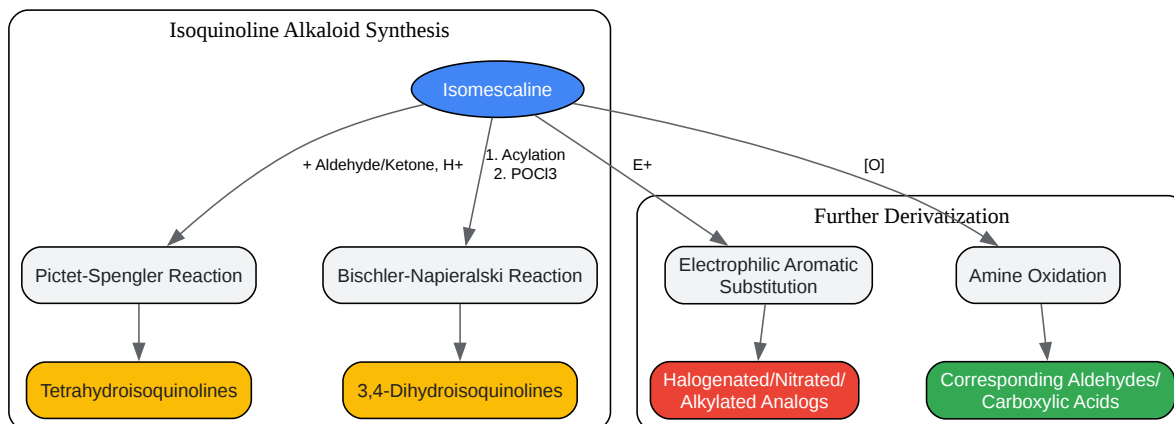 Isoquinoline Alkaloid Synthesis
Isomescaline
+ Aldehyde/Ketone, H+
1. Acylation
2. POCl3
E+
[O]
Further Derivatization
Pictet-Spengler Reaction
Bischler-Napieralski Reaction
Electrophilic Aromatic
Substitution
Amine Oxidation
Tetrahydroisoquinolines
3,4-Dihydroisoquinolines
Halogenated/Nitrated/
Alkylated Analogs
Corresponding Aldehydes/
Carboxylic Acids